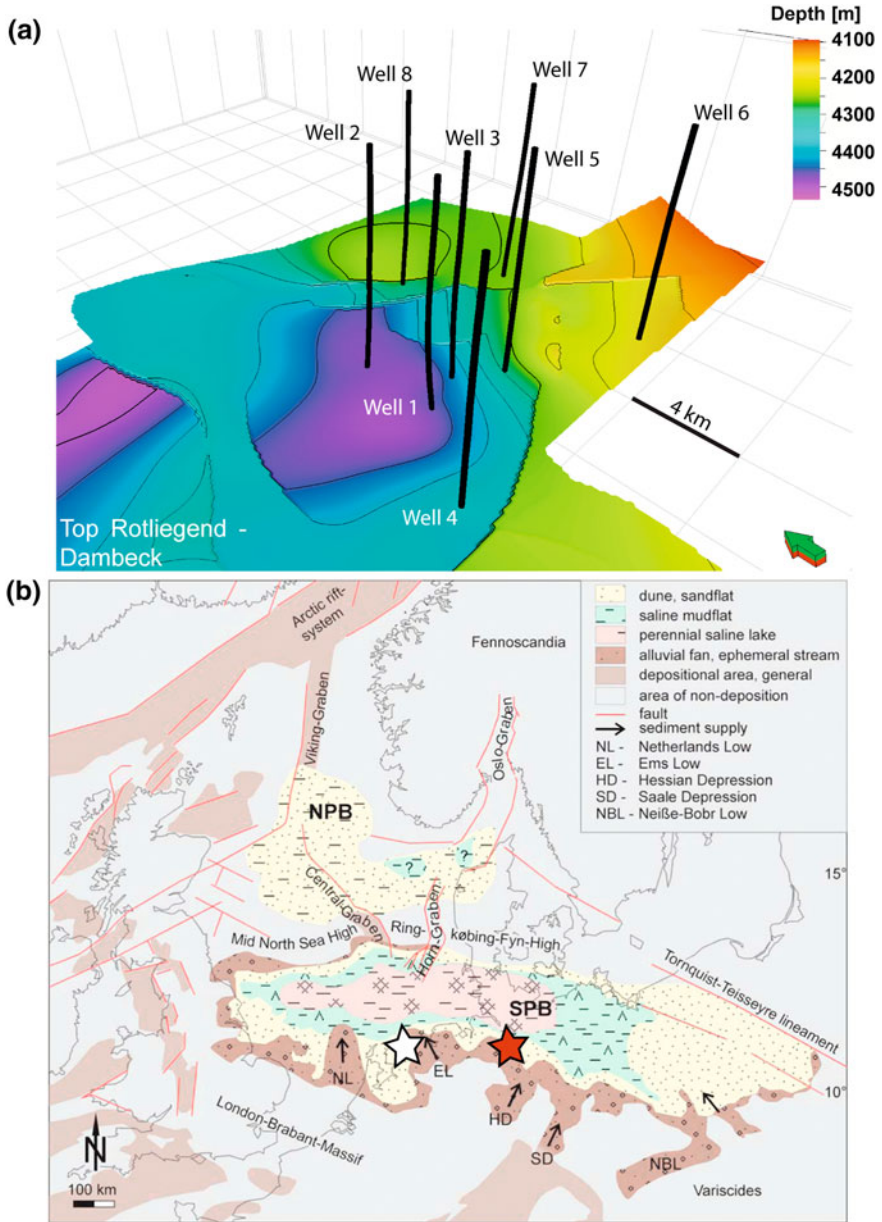 (a)
Depth [m]
4100
4200
4300
4400
4500
Well 8
Well 7
Well 6
Well 2
Well 3
Well 5
Well 1
4 km
Well 4
Top Rotliegend -
Dambeck
(b)
Arctic rift-
system
Fennoscandia
dune, sandflat
saline mudflat
perennial saline lake
alluvial fan, ephemeral stream
depositional area, general
area of non-deposition
fault
sediment supply
NL - Netherlands Low
EL - Ems Low
HD - Hessian Depression
SD - Saale Depression
NBL - Neiße-Bobr Low
Viking-Graben
Oslo-Graben
NPB
?
?
15°
Central-Graben
Horn-Graben
Mid North Sea High
Ring-
købing-Fyn-High
Tornquist-Teisseyre lineament
SPB
NL
EL
10°
HD
London-Brabant-Massif
SD
NBL
N
100 km
Variscides